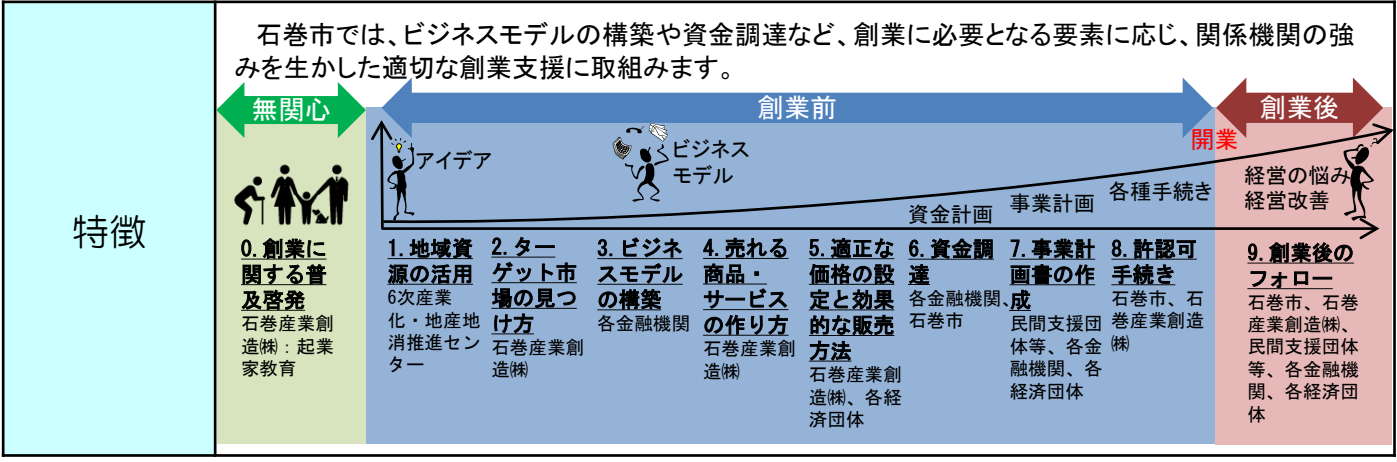 特徴
石巻市では、ビジネスモデルの構築や資金調達など、創業に必要となる要素に応じ、関係機関の強
みを生かした適切な創業支援に取組みます。
無関心
創業前
創業後
開業
アイデア
ビジネス
モデル
資金計画
事業計画
各種手続き
経営の悩み
経営改善
0.創業に
関する普
及啓発
石巻産業創
造㈱：起業
家教育
1.地域資
源の活用
6次産業
化・地産地
消推進セン
ター
2.ター
ゲット市
場の見つ
け方
石巻産業創
造㈱
3.ビジネ
スモデル
の構築
各金融機関
4.売れる
商品・
サービス
の作り方
石巻産業創
造㈱
5.適正な
価格の設
定と効果
的な販売
方法
石巻産業創
造㈱、各経
済団体
6.資金調
達
各金融機関、
石巻市
7.事業計
画書の作
成
民間支援団
体等、各金
融機関、各
経済団体
8.許認可
手続き
石巻市、石
巻産業創造
㈱
9.創業後の
フォロー
石巻市、石巻
産業創造㈱、
民間支援団体
等、各金融機
関、各経済団
体